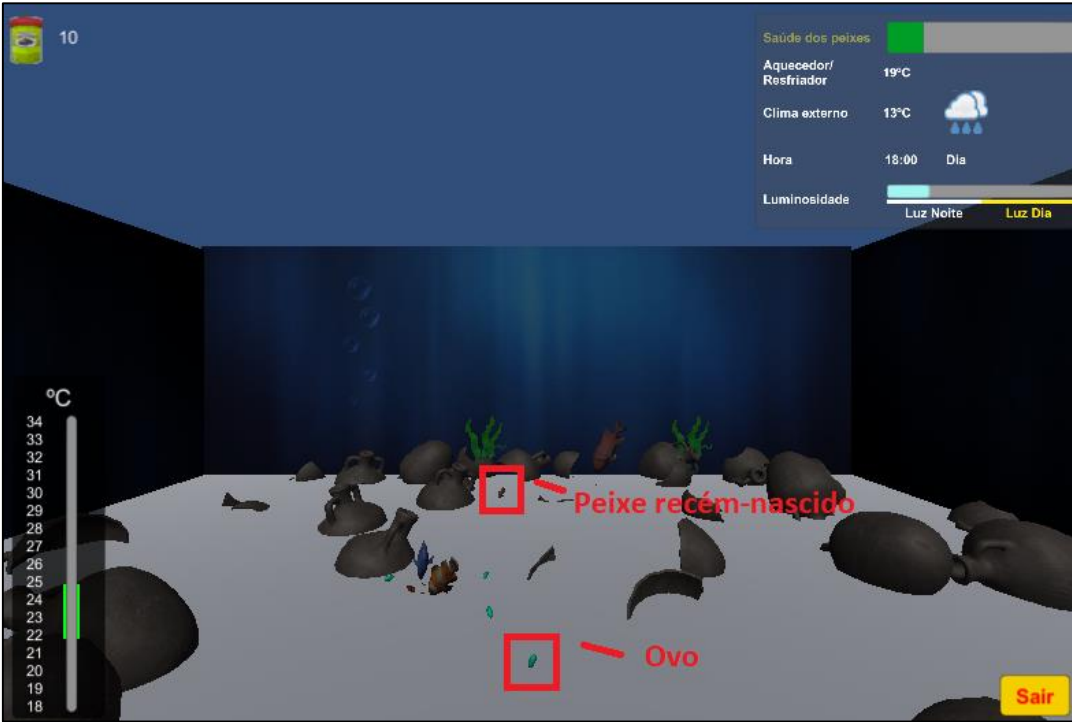 10
Saúde dos peixes
Aquecedor/
Resfriador
19ºC
Clima externo
13ºC
Hora
18:00
Dia
Luminosidade
Luz Noite
Luz Dia
ºC
34
33
32
31
30
29
28
27
26
25
24
23
22
21
20
19
18
Peixe recém-nascido
Ovo
Sair